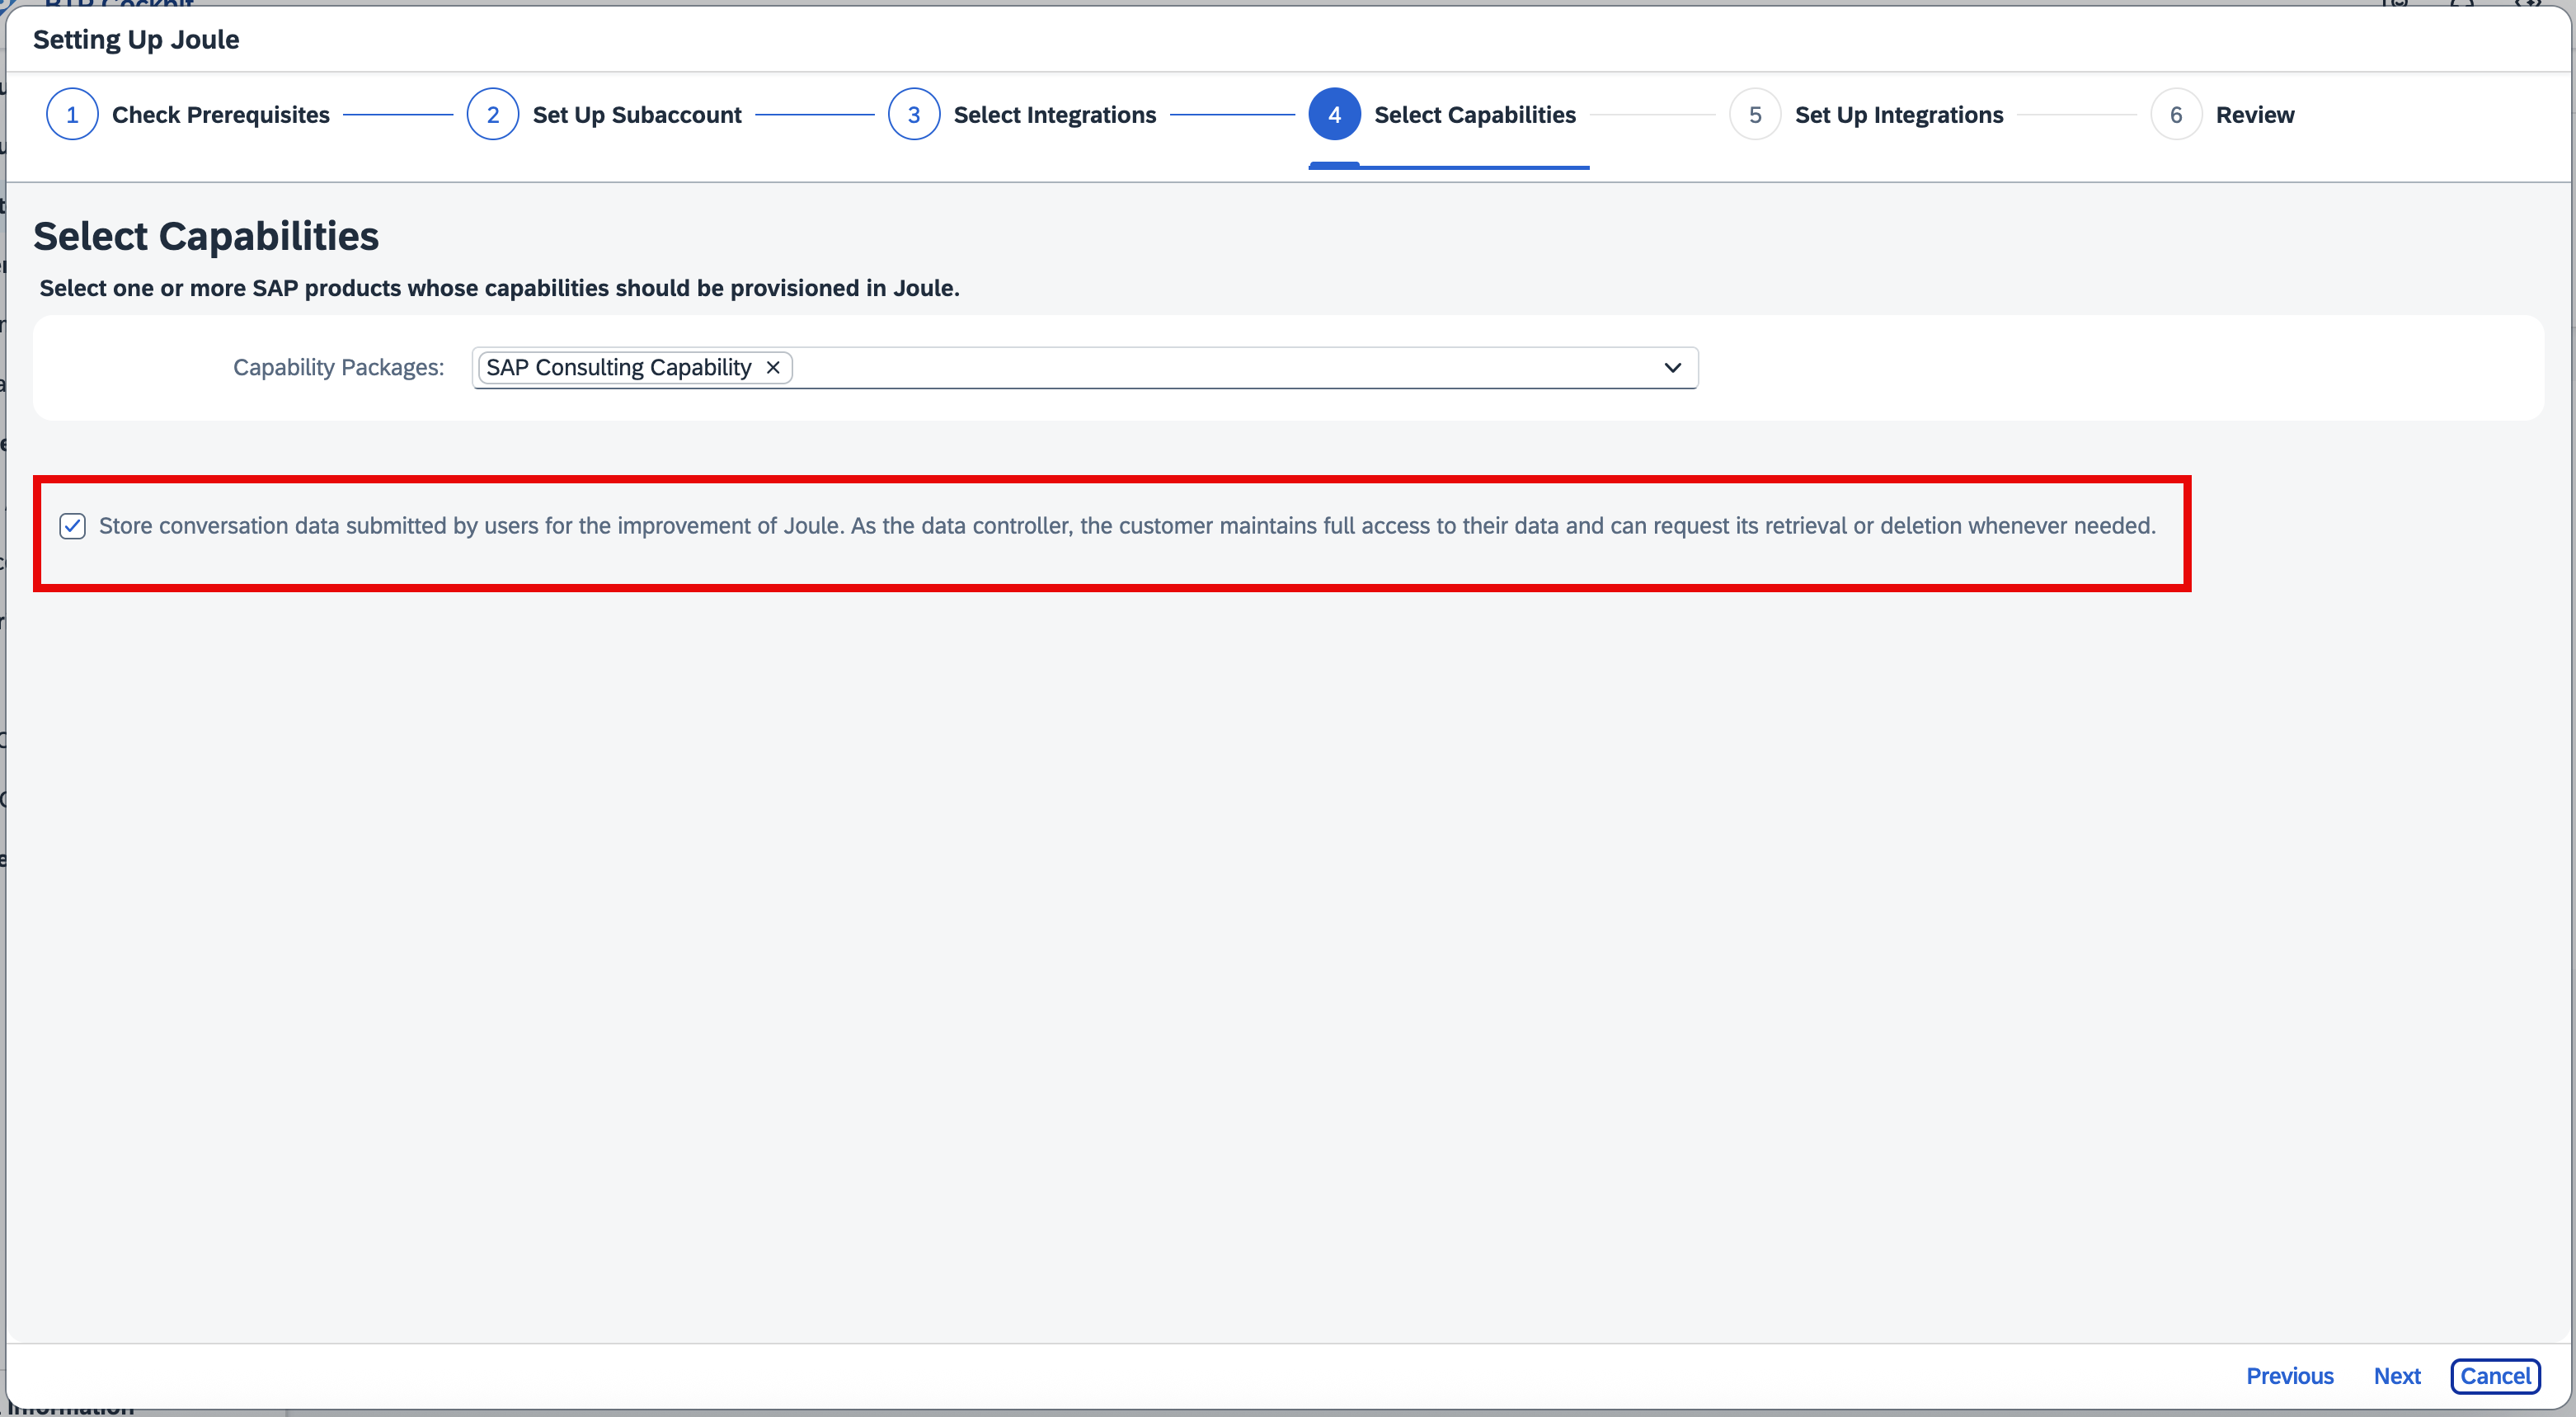 Setting Up Joule
1 Check Prerequisites 2 Set Up Subaccount 3 Select Integrations 4 Select Capabilities 5 Set Up Integrations 6 Review
Select Capabilities
Select one or more SAP products whose capabilities should be provisioned in Joule.
Capability Packages: SAP Consulting Capability
Store conversation data submitted by users for the improvement of Joule. As the data controller, the customer maintains full access to their data and can request its retrieval or deletion whenever needed.
Previous Next Cancel